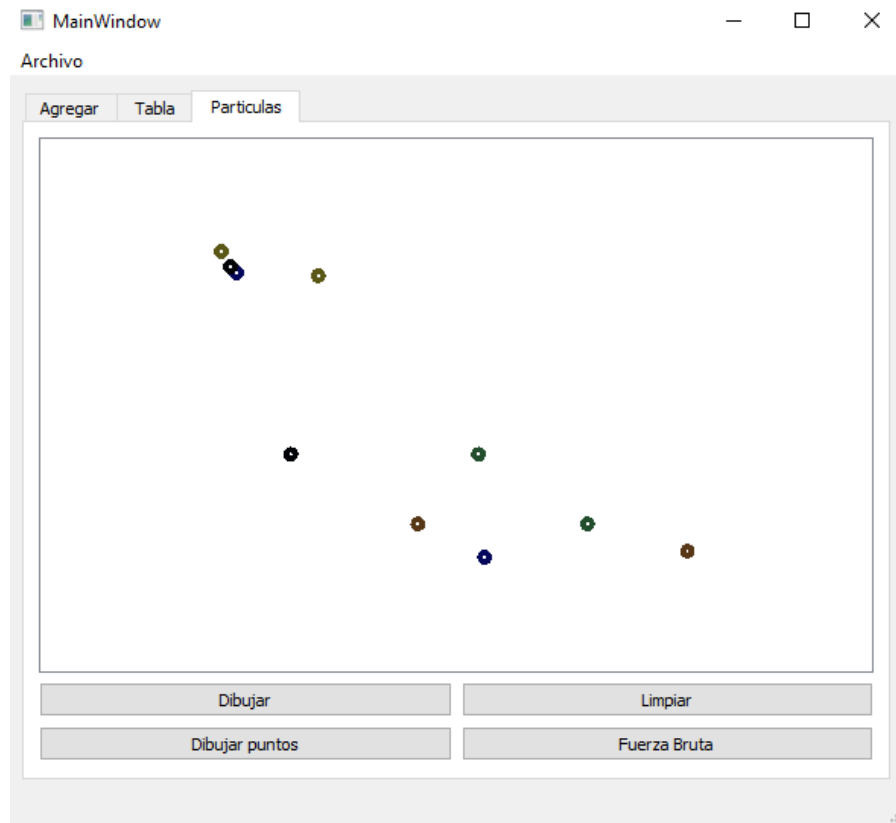 MainWindow
Archivo
Agregar Tabla Particulas
Dibujar Limpiar
Dibujar puntos Fuerza Bruta